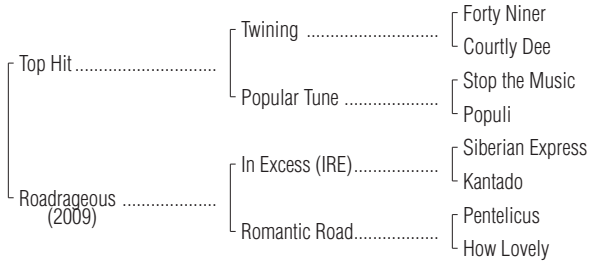 Forty Niner
Twining ..............................
Courtly Dee
Top Hit ................................
Stop the Music
Popular Tune .....................
Populi
Siberian Express
In Excess (IRE)...................
Kantado
Roadrageous .....................
(2009)
Pentelicus
Romantic Road...................
How Lovely